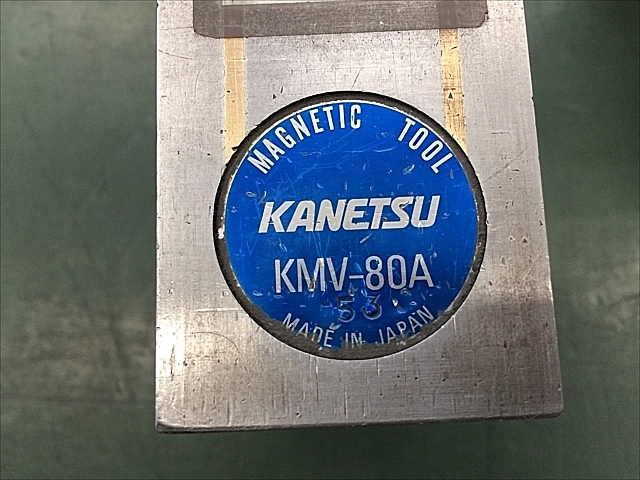 MAGNETIC TOOL
KANETSU
KMV-80A
53
MADE IN JAPAN